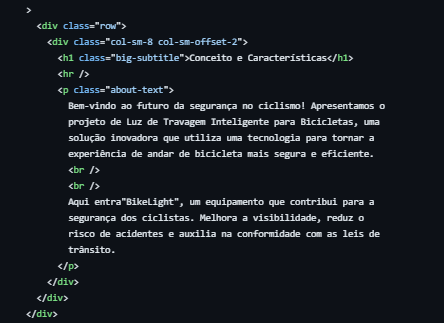 >
<div class="row">
<div class="col-sm-8 col-sm-offset-2">
<h1 class="big-subtitle">Conceito e Características</h1>
<hr />
<p class="about-text">
Bem-vindo ao futuro da segurança no ciclismo! Apresentamos o
projeto de Luz de Travagem Inteligente para Bicicletas, uma
solução inovadora que utiliza uma tecnologia para tornar a
experiência de andar de bicicleta mais segura e eficiente.
<br />
<br />
Aqui entra"BikeLight", um equipamento que contribui para a
segurança dos ciclistas. Melhora a visibilidade, reduz o
risco de acidentes e auxilia na conformidade com as leis de
trânsito.
</p>
</div>
</div>
</div>